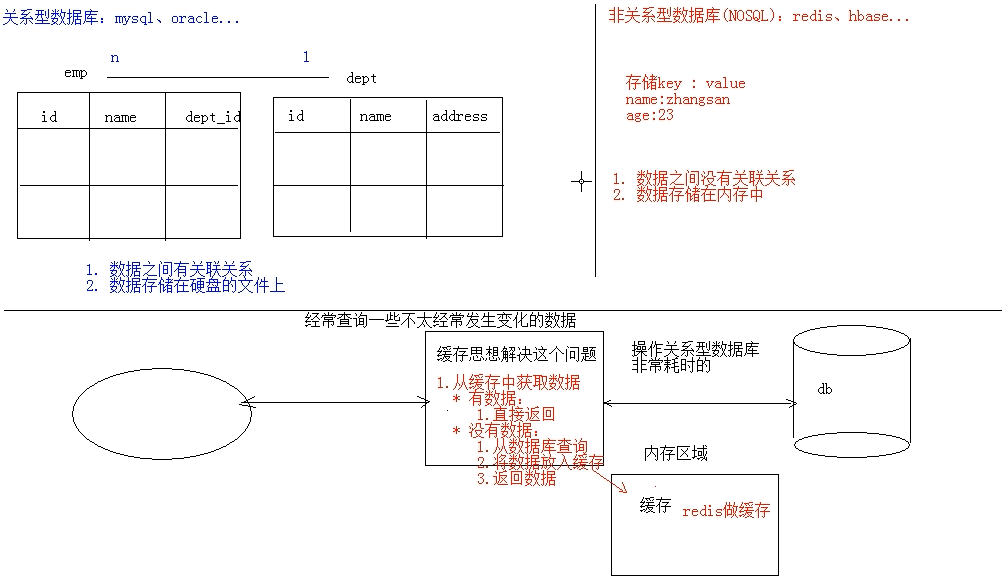 关系型数据库：mysql、oracle...
n 1
emp
dept
id name dept_id
id name address
1. 数据之间有关联关系
2. 数据存储在硬盘的文件上
非关系型数据库(NOSQL)：redis、hbase...
存储key : value
name:zhangsan
age:23
1. 数据之间没有关联关系
2. 数据存储在内存中
经常查询一些不太经常发生变化的数据
缓存思想解决这个问题
1.从缓存中获取数据
* 有数据：
1.直接返回
* 没有数据：
1.从数据库查询
2.将数据放入缓存
3.返回数据
操作关系型数据库
非常耗时的
db
内存区域
缓存 redis做缓存